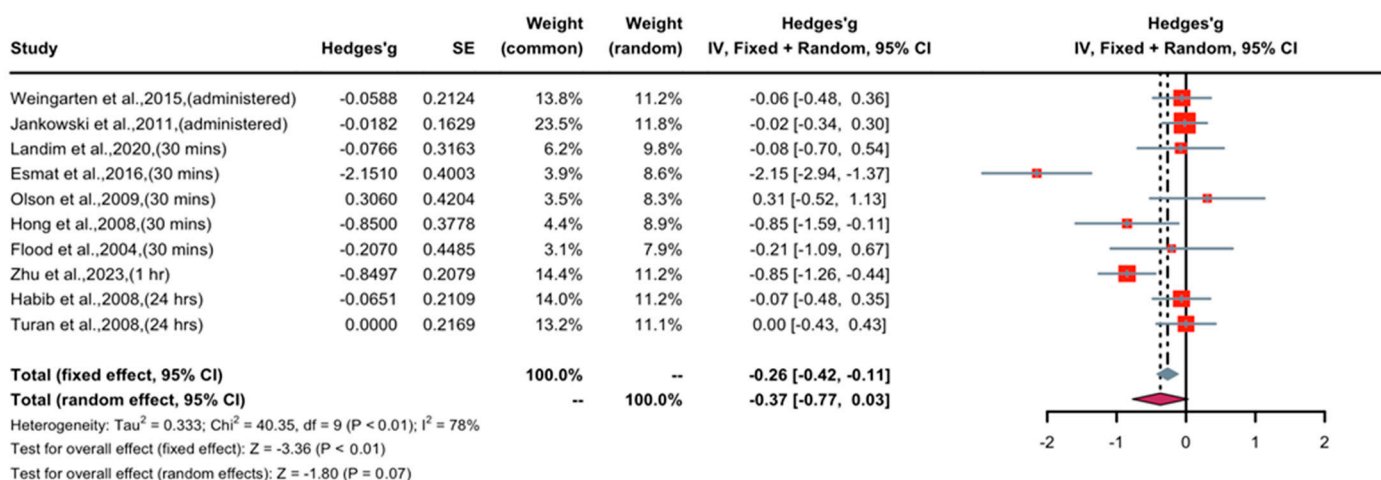 Weight Weight Hedges'g Hedges'g
Study Hedges'g SE (common) (random) IV, Fixed + Random, 95% CI IV, Fixed + Random, 95% CI
Weingarten et al.,2015,(administered) -0.0588 0.2124 13.8% 11.2% -0.06 [-0.48, 0.36]
Jankowski et al.,2011,(administered) -0.0182 0.1629 23.5% 11.8% -0.02 [-0.34, 0.30]
Landim et al.,2020,(30 mins) -0.0766 0.3163 6.2% 9.8% -0.08 [-0.70, 0.54]
Esmat et al.,2016,(30 mins) -2.1510 0.4003 3.9% 8.6% -2.15 [-2.94, -1.37]
Olson et al.,2009,(30 mins) 0.3060 0.4204 3.5% 8.3% 0.31 [-0.52, 1.13]
Hong et al.,2008,(30 mins) -0.8500 0.3778 4.4% 8.9% -0.85 [-1.59, -0.11]
Flood et al.,2004,(30 mins) -0.2070 0.4485 3.1% 7.9% -0.21 [-1.09, 0.67]
Zhu et al.,2023,(1 hr) -0.8497 0.2079 14.4% 11.2% -0.85 [-1.26, -0.44]
Habib et al.,2008,(24 hrs) -0.0651 0.2109 14.0% 11.2% -0.07 [-0.48, 0.35]
Turan et al.,2008,(24 hrs) 0.0000 0.2169 13.2% 11.1% 0.00 [-0.43, 0.43]
Total (fixed effect, 95% CI) 100.0% -- -0.26 [-0.42, -0.11]
Total (random effect, 95% CI) -- 100.0% -0.37 [-0.77, 0.03]
Heterogeneity: Tau² = 0.333; Chi² = 40.35, df = 9 (P < 0.01); I² = 78%
Test for overall effect (fixed effect): Z = -3.36 (P < 0.01)
Test for overall effect (random effects): Z = -1.80 (P = 0.07)
-2 -1 0 1 2